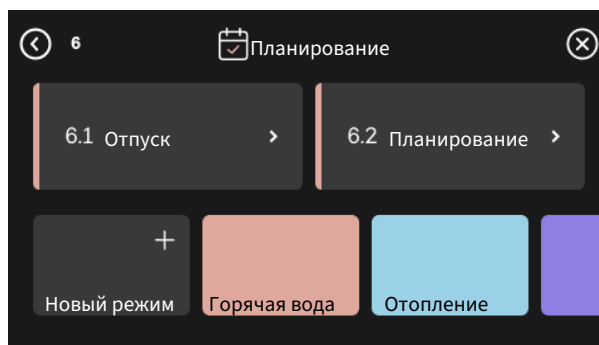 6 Планирование
6.1 Отпуск 6.2 Планирование
Новый режим Горячая вода Отопление